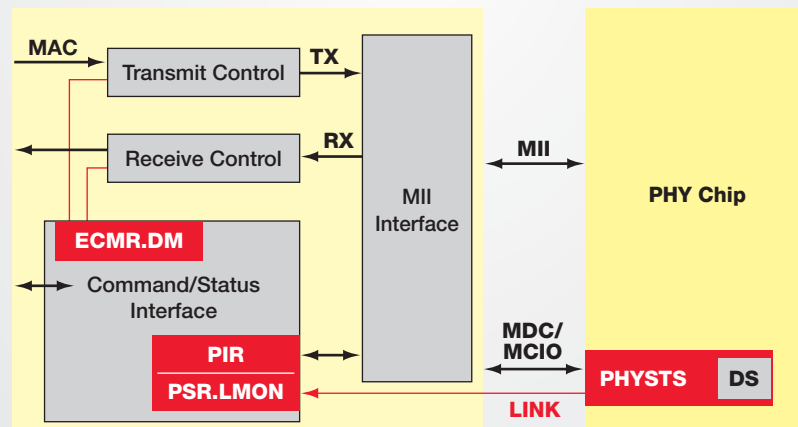 MAC
Transmit Control
TX
Receive Control
RX
MII
Interface
MII
PHY Chip
ECMR.DM
Command/Status
Interface
PIR
PSR.LMON
MDC/
MCIO
PHYSTS
DS
LINK